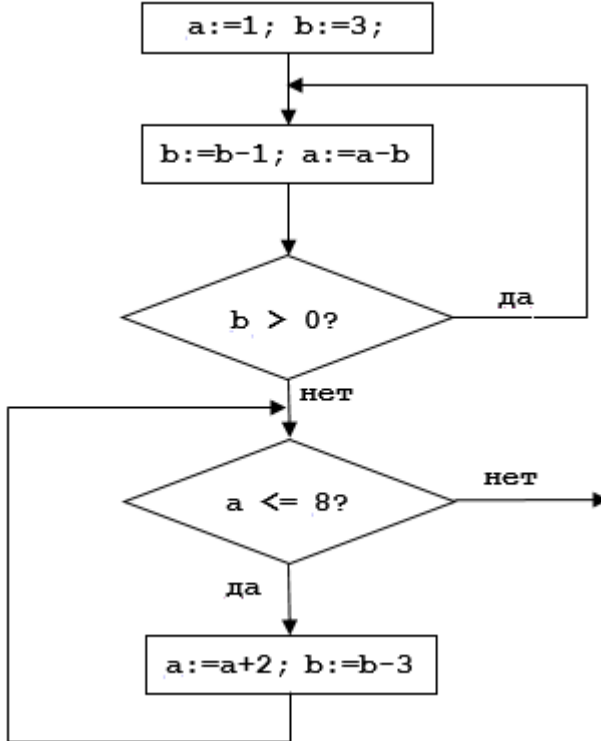 a:=1; b:=3;
b:=b-1; a:=a-b
b > 0?
да
нет
a <= 8?
нет
да
a:=a+2; b:=b-3